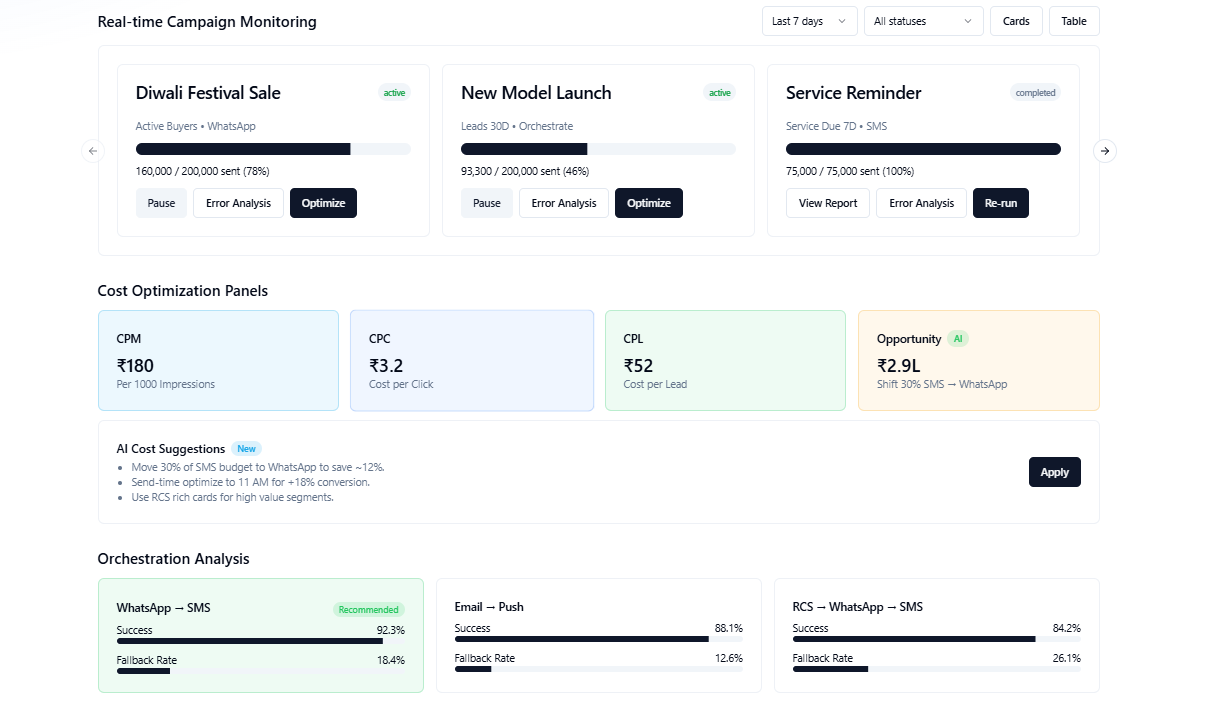 Real-time Campaign Monitoring
Last 7 days
All statuses
Cards
Table
Diwali Festival Sale
active
Active Buyers • WhatsApp
160,000 / 200,000 sent (78%)
Pause
Error Analysis
Optimize
New Model Launch
active
Leads 30D • Orchestrate
93,300 / 200,000 sent (46%)
Pause
Error Analysis
Optimize
Service Reminder
completed
Service Due 7D • SMS
75,000 / 75,000 sent (100%)
View Report
Error Analysis
Re-run
Cost Optimization Panels
CPM
₹180
Per 1000 Impressions
CPC
₹3.2
Cost per Click
CPL
₹52
Cost per Lead
Opportunity AI
₹2.9L
Shift 30% SMS → WhatsApp
AI Cost Suggestions New
• Move 30% of SMS budget to WhatsApp to save ~12%.
• Send-time optimize to 11 AM for +18% conversion.
• Use RCS rich cards for high value segments.
Apply
Orchestration Analysis
WhatsApp → SMS
Recommended
Success 92.3%
Fallback Rate 18.4%
Email → Push
Success 88.1%
Fallback Rate 12.6%
RCS → WhatsApp → SMS
Success 84.2%
Fallback Rate 26.1%